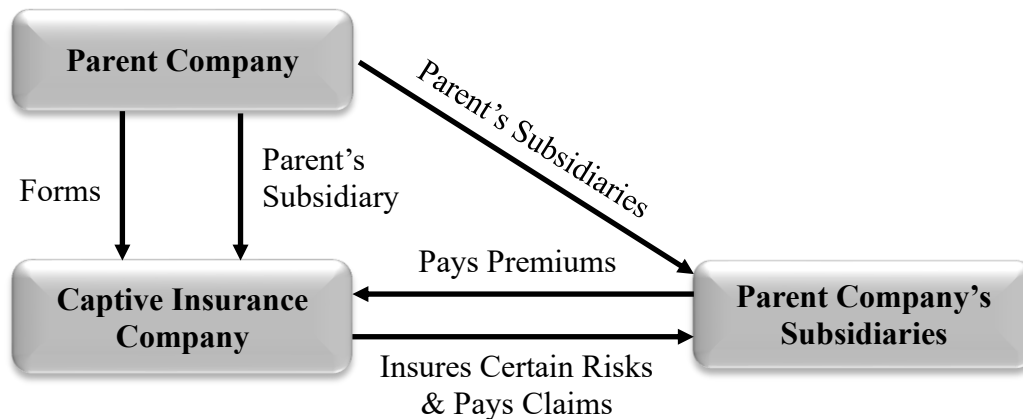 Parent Company
Parent’s Subsidiaries
Forms
Parent’s
Subsidiary
Pays Premiums
Captive Insurance
Company
Parent Company’s
Subsidiaries
Insures Certain Risks
& Pays Claims